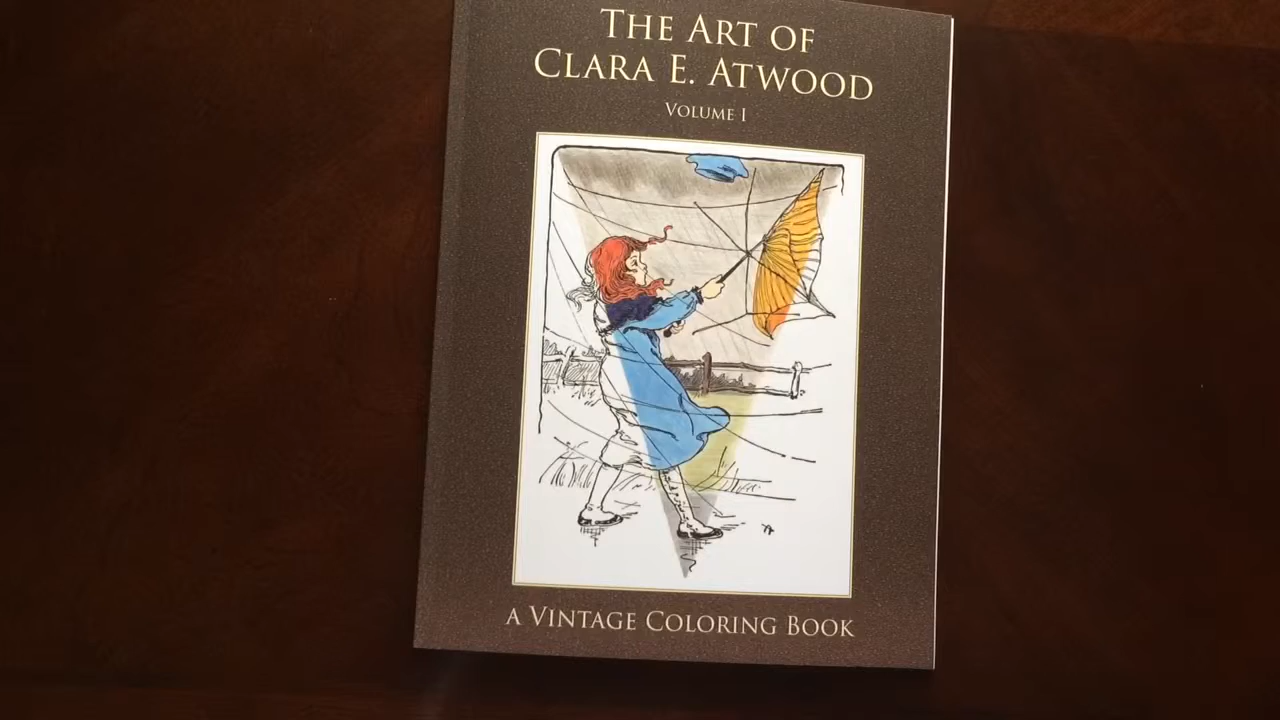 THE ART OF
CLARA E. ATWOOD
VOLUME I
A VINTAGE COLORING BOOK